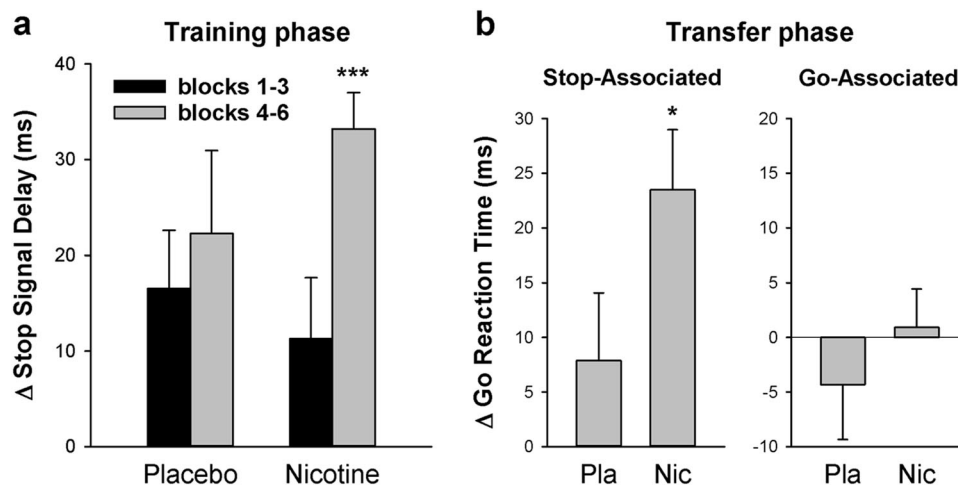 a
Training phase
Δ Stop Signal Delay (ms)
40
30
20
10
0
blocks 1-3
blocks 4-6
***
Placebo
Nicotine
b
Transfer phase
Stop-Associated
Δ Go Reaction Time (ms)
30
25
20
15
10
5
0
*
Pla
Nic
Go-Associated
20
15
10
5
0
-5
-10
Pla
Nic